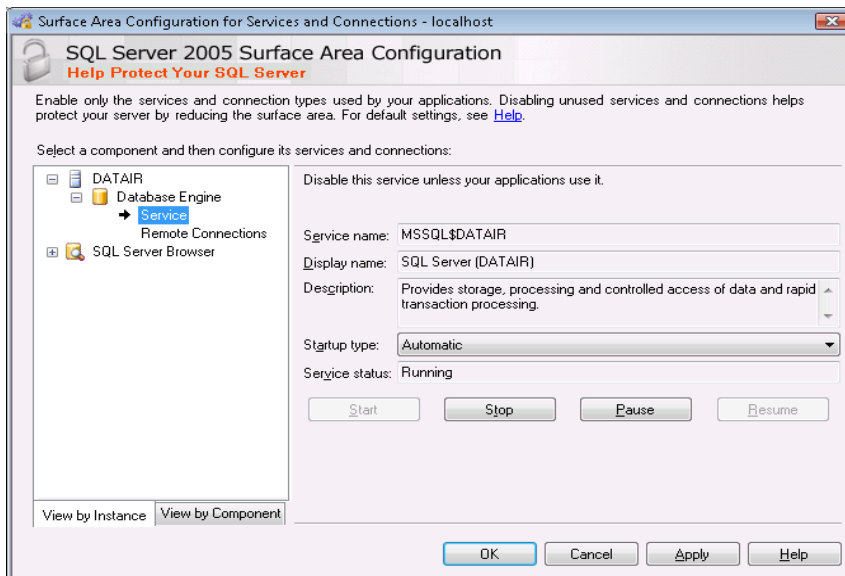 Surface Area Configuration for Services and Connections - localhost
SQL Server 2005 Surface Area Configuration
Help Protect Your SQL Server
Enable only the services and connection types used by your applications. Disabling unused services and connections helps
protect your server by reducing the surface area. For default settings, see Help.
Select a component and then configure its services and connections:
DATAIR
Database Engine
Service
Remote Connections
SQL Server Browser
View by Instance
View by Component
Disable this service unless your applications use it.
Service name: MSSQL$DATAIR
Display name: SQL Server (DATAIR)
Description: Provides storage, processing and controlled access of data and rapid
transaction processing.
Startup type: Automatic
Service status: Running
Start Stop Pause Resume
OK Cancel Apply Help